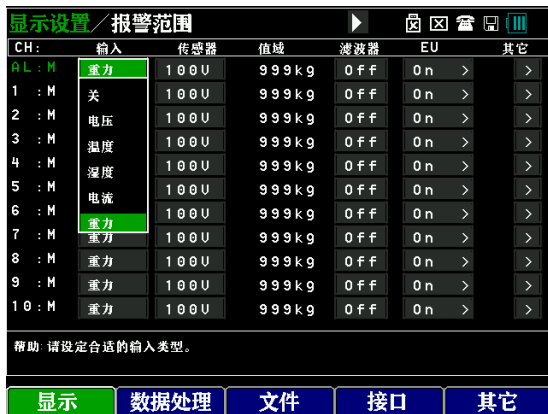 显示设置/报警范围
CH: 输入 传感器 值域 滤波器 EU 其它
AL:M 重力 100V 999kg Off On > >
1 :M 关 100V 999kg Off On > >
2 :M 电压 100V 999kg Off On > >
3 :M 温度 100V 999kg Off On > >
4 :M 湿度 100V 999kg Off On > >
5 :M 电流 100V 999kg Off On > >
6 :M 重力 100V 999kg Off On > >
7 :M 重力 100V 999kg Off On > >
8 :M 重力 100V 999kg Off On > >
9 :M 重力 100V 999kg Off On > >
10:M 重力 100V 999kg Off On > >
帮助:请设定合适的输入类型。
显示 数据处理 文件 接口 其它